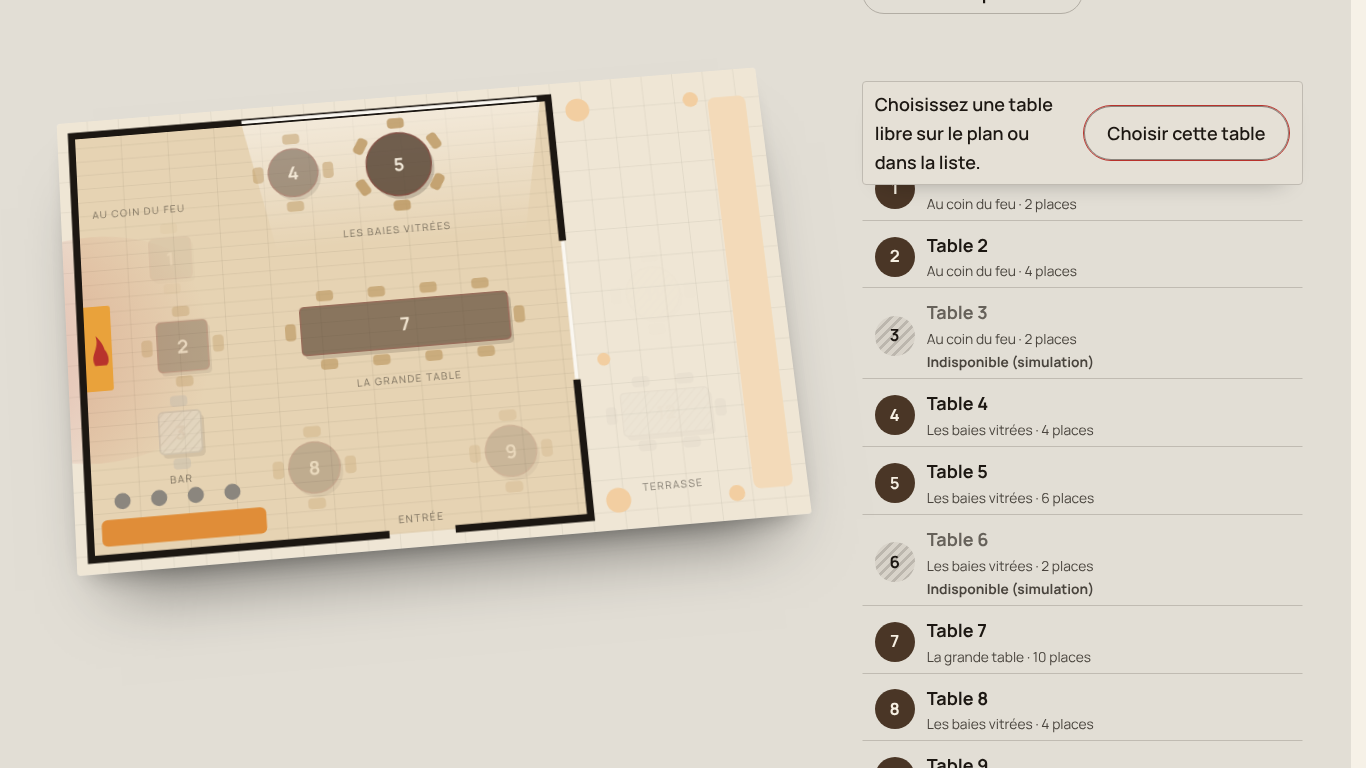 4
5
AU COIN DU FEU
LES BAIES VITRÉES
7
2
LA GRANDE TABLE
9
8
BAR
TERRASSE
ENTRÉE
Choisissez une table
libre sur le plan ou
dans la liste.
Choisir cette table
1
Au coin du feu · 2 places
2
Table 2
Au coin du feu · 4 places
3
Table 3
Au coin du feu · 2 places
Indisponible (simulation)
4
Table 4
Les baies vitrées · 4 places
5
Table 5
Les baies vitrées · 6 places
6
Table 6
Les baies vitrées · 2 places
Indisponible (simulation)
7
Table 7
La grande table · 10 places
8
Table 8
Les baies vitrées · 4 places
Table 9